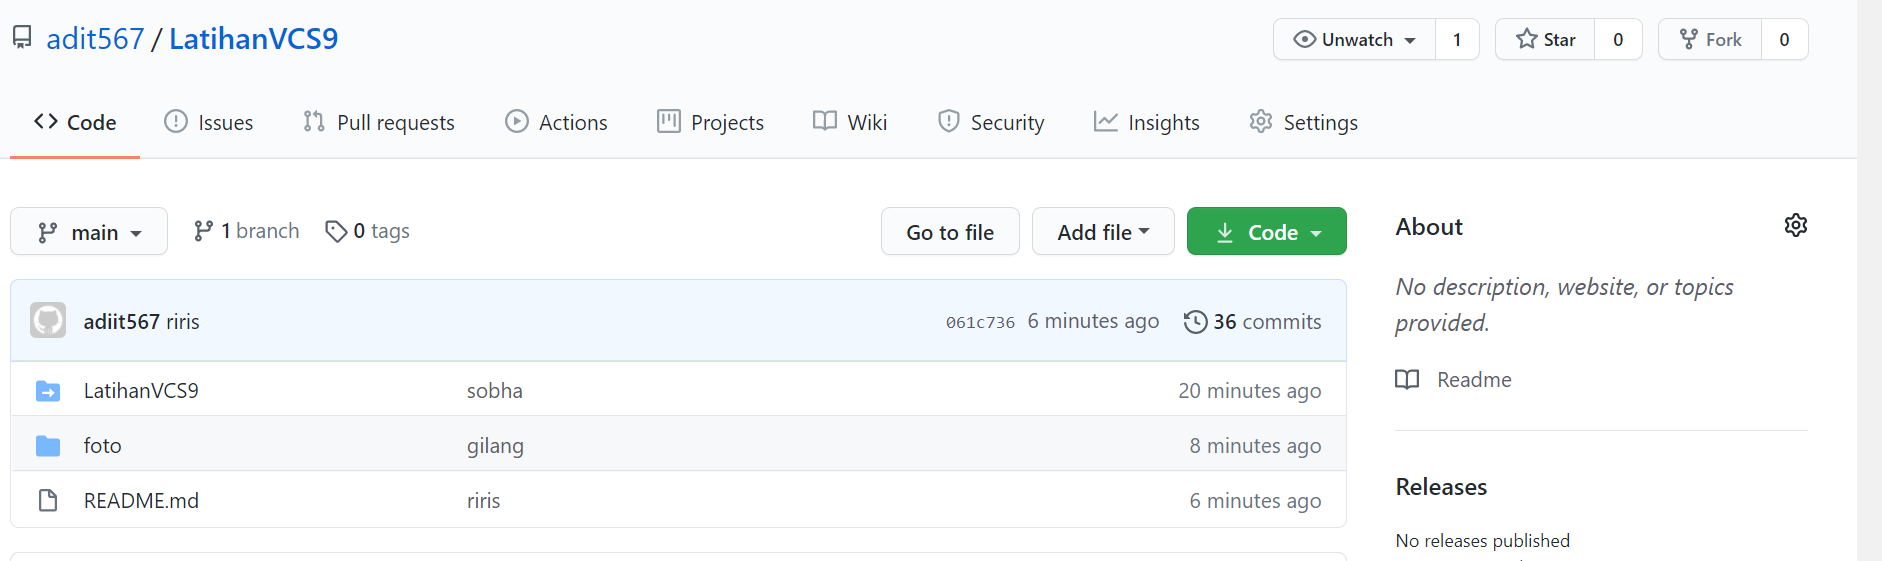 adit567 / LatihanVCS9
Unwatch 1 Star 0 Fork 0
Code Issues Pull requests Actions Projects Wiki Security Insights Settings
main 1 branch 0 tags Go to file Add file Code
About
No description, website, or topics
provided.
Readme
Releases
No releases published
adiit567 riris 061c736 6 minutes ago 36 commits
LatihanVCS9 sobha 20 minutes ago
foto gilang 8 minutes ago
README.md riris 6 minutes ago